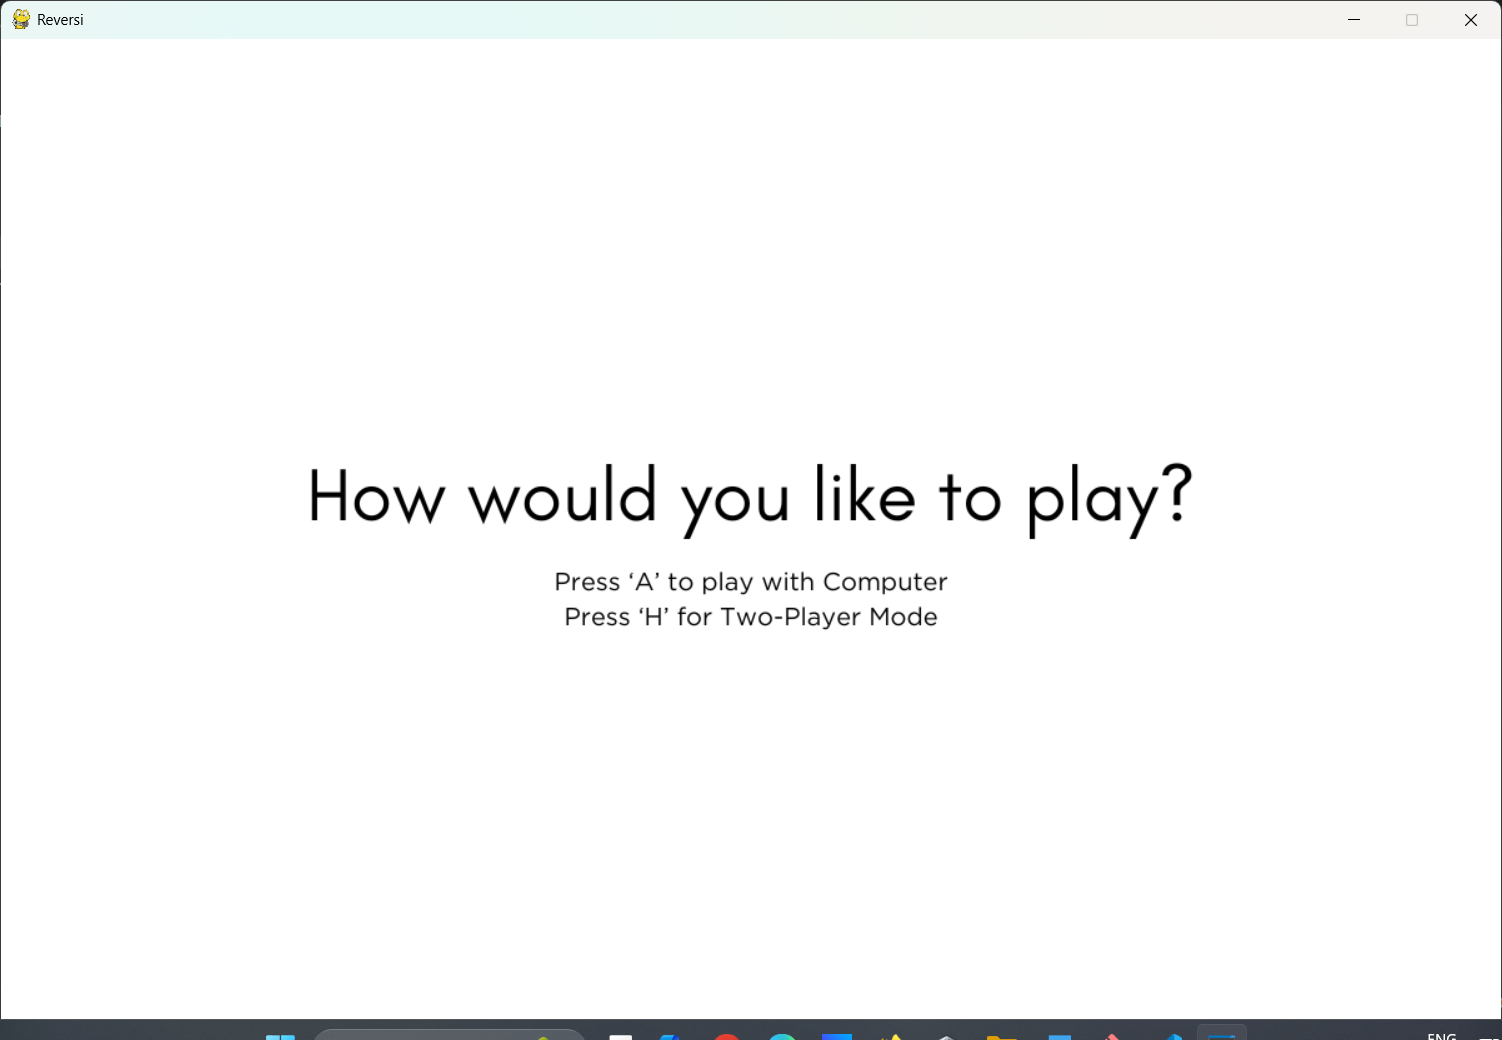 Reversi
How would you like to play?
Press ‘A’ to play with Computer
Press ‘H’ for Two-Player Mode
ENG